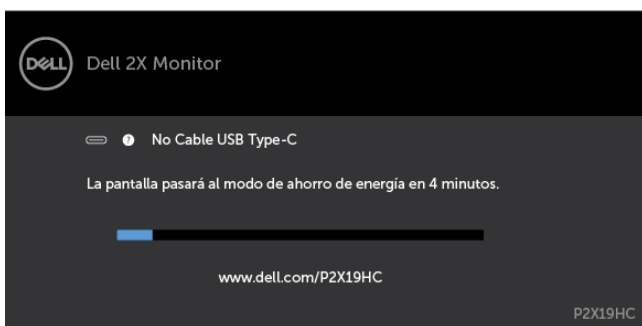 DELL
Dell 2X Monitor
? No Cable USB Type-C
La pantalla pasará al modo de ahorro de energía en 4 minutos.
www.dell.com/P2X19HC
P2X19HC